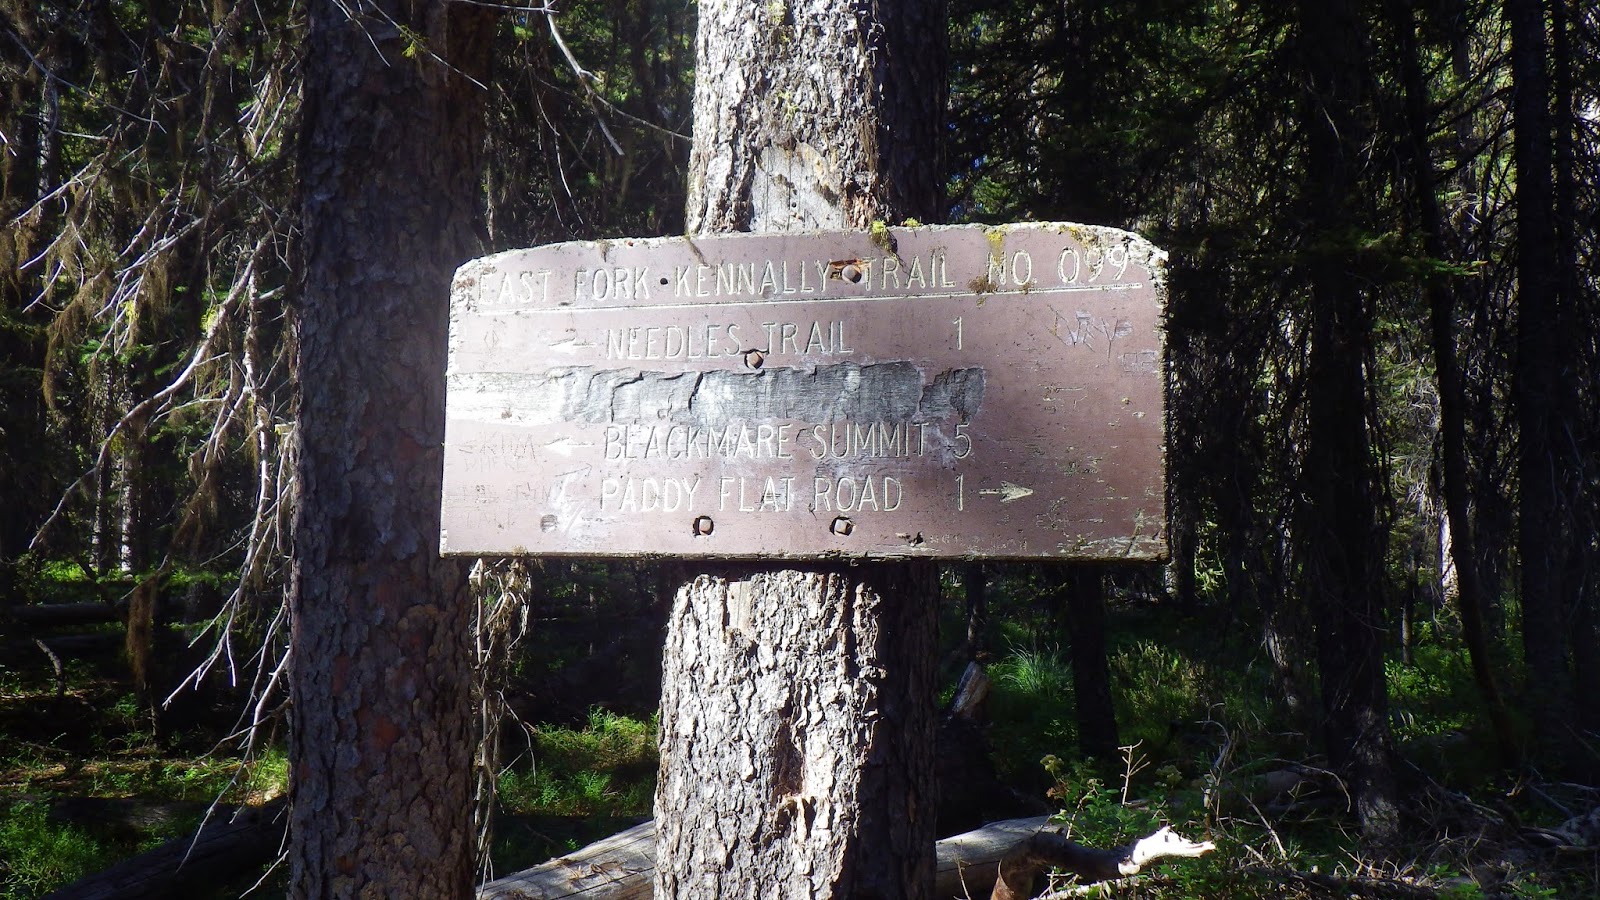 EAST FORK KENNALLY TRAIL NO. 099
← NEEDLES TRAIL 1
← BLACKMARE SUMMIT 5
PADDY FLAT ROAD 1 →